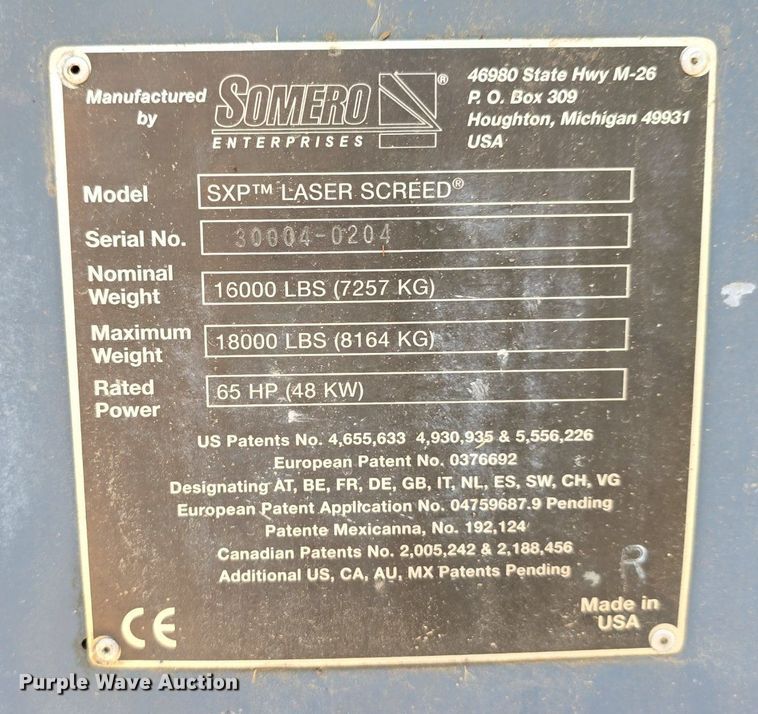 Manufactured by
SOMERO®
ENTERPRISES
46980 State Hwy M-26
P. O. Box 309
Houghton, Michigan 49931
USA
Model SXP™ LASER SCREED®
Serial No. 30004-0204
Nominal Weight 16000 LBS (7257 KG)
Maximum Weight 18000 LBS (8164 KG)
Rated Power 65 HP (48 KW)
US Patents No. 4,655,633 4,930,935 & 5,556,226
European Patent No. 0376692
Designating AT, BE, FR, DE, GB, IT, NL, ES, SW, CH, VG
European Patent Application No. 04759687.9 Pending
Patente Mexicanna, No. 192,124
Canadian Patents No. 2,005,242 & 2,188,456
Additional US, CA, AU, MX Patents Pending
R
CE
Made in
USA
Purple Wave Auction